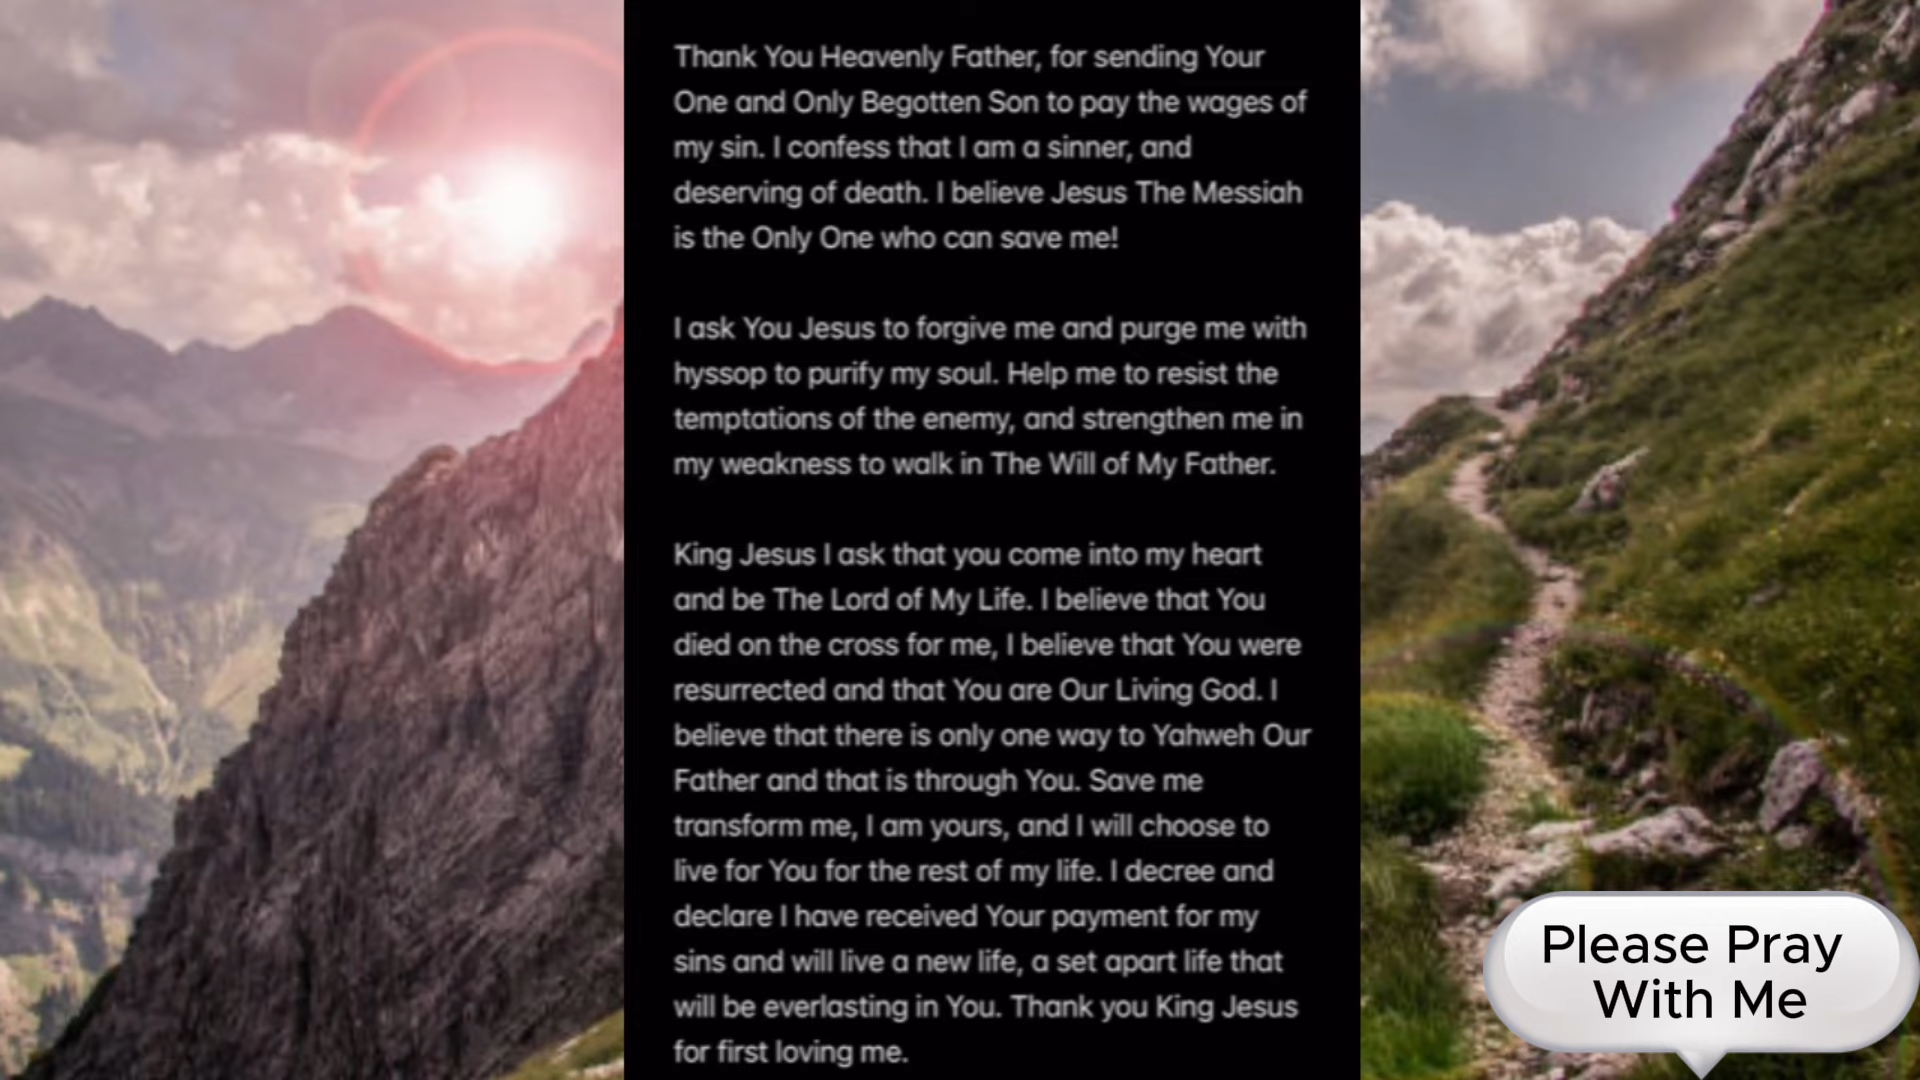 Thank You Heavenly Father, for sending Your
One and Only Begotten Son to pay the wages of
my sin. I confess that I am a sinner, and
deserving of death. I believe Jesus The Messiah
is the Only One who can save me!
I ask You Jesus to forgive me and purge me with
hyssop to purify my soul. Help me to resist the
temptations of the enemy, and strengthen me in
my weakness to walk in The Will of My Father.
King Jesus I ask that you come into my heart
and be The Lord of My Life. I believe that You
died on the cross for me, I believe that You were
resurrected and that You are Our Living God. I
believe that there is only one way to Yahweh Our
Father and that is through You. Save me
transform me, I am yours, and I will choose to
live for You for the rest of my life. I decree and
declare I have received Your payment for my
sins and will live a new life, a set apart life that
will be everlasting in You. Thank you King Jesus
for first loving me.
Please Pray
With Me